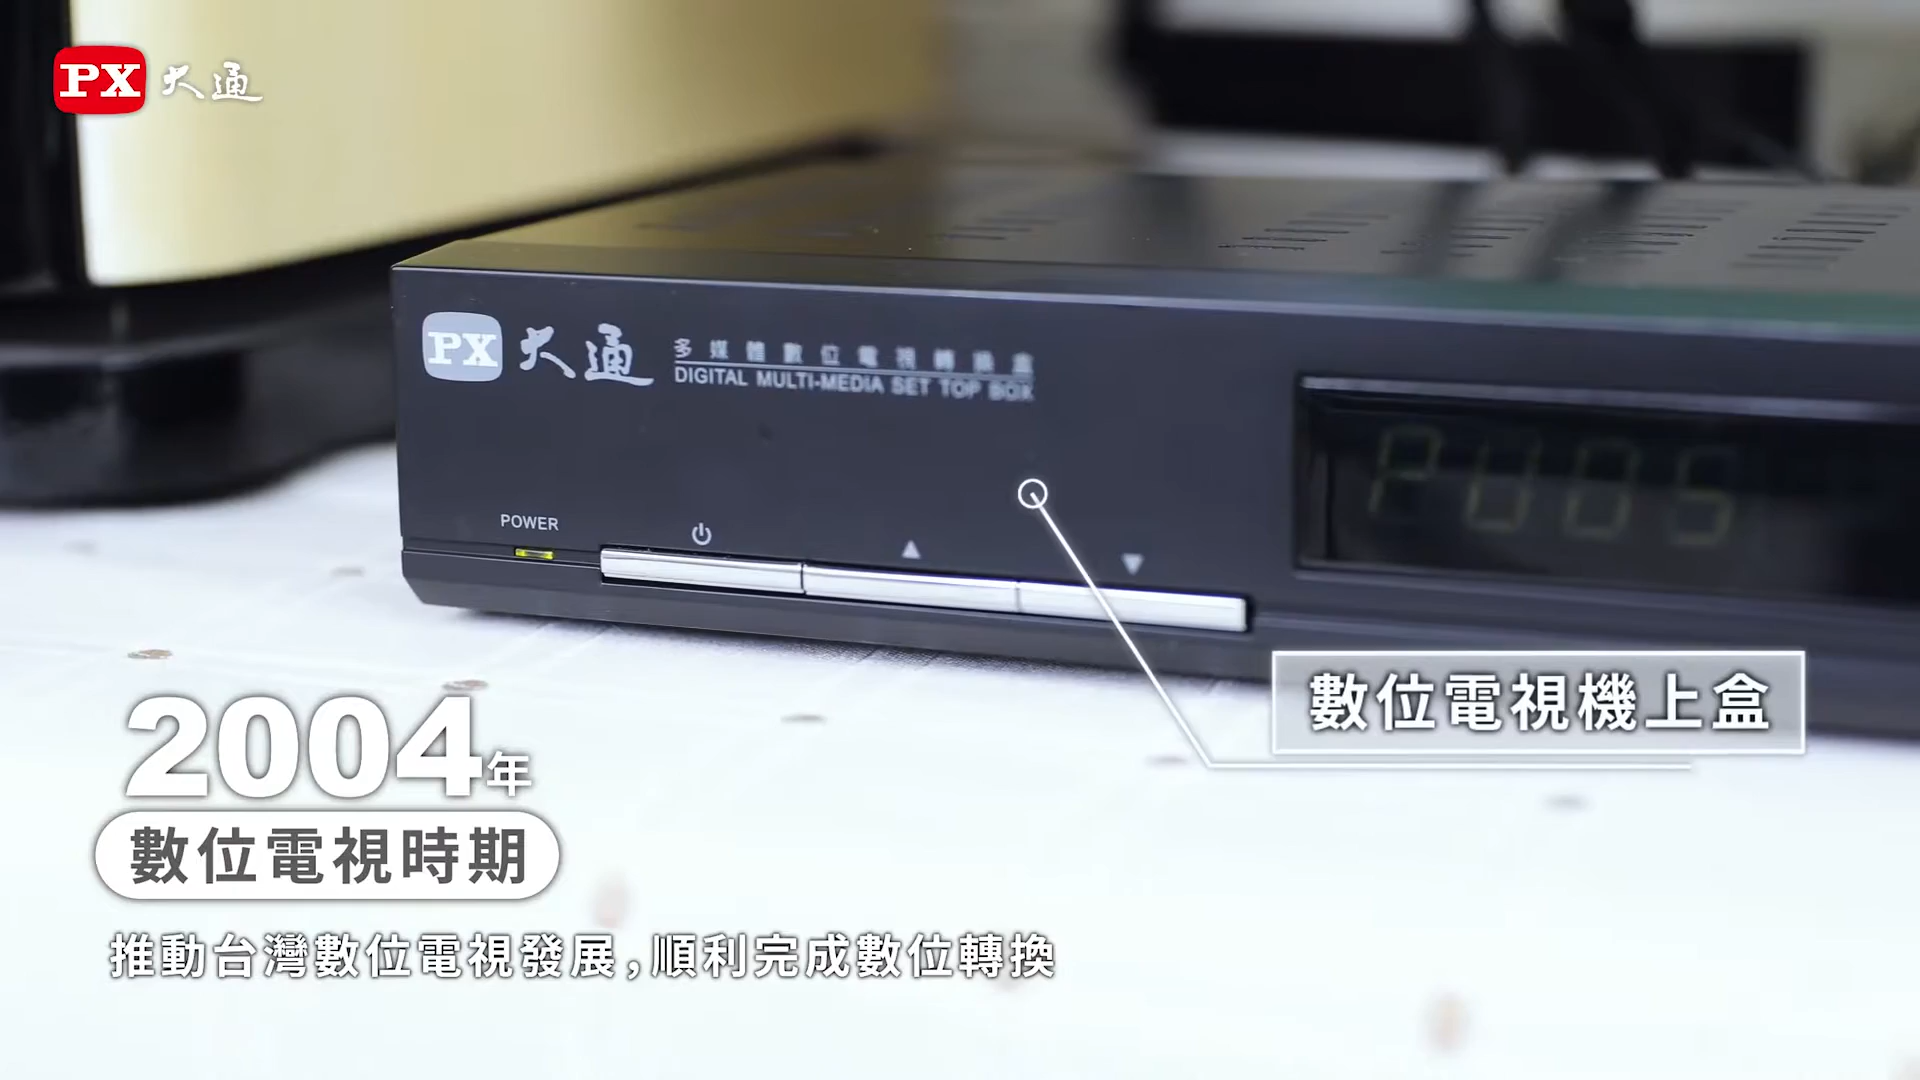 PX 大通
PX 大通
多媒體數位電視轉換盒
DIGITAL MULTI-MEDIA SET TOP BOX
PU05
POWER
數位電視機上盒
2004年
數位電視時期
推動台灣數位電視發展,順利完成數位轉換